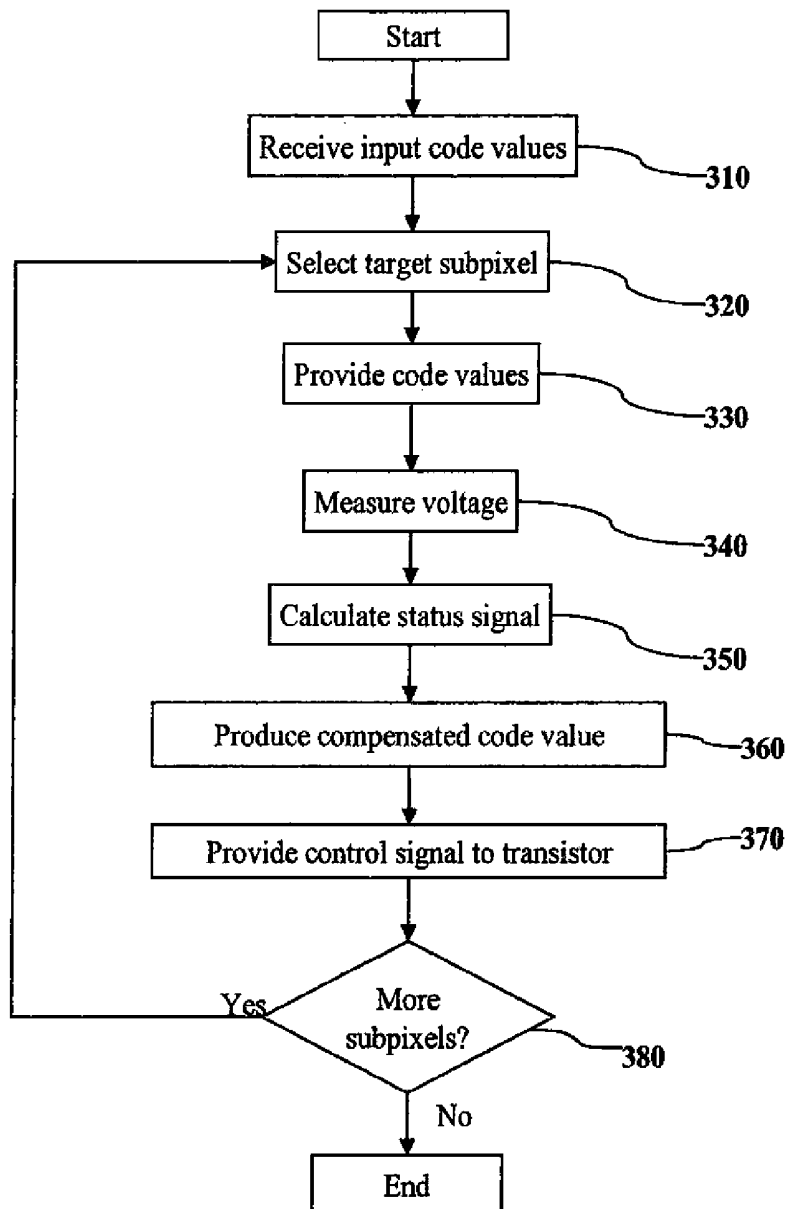 Start
Receive input code values
310
Select target subpixel
320
Provide code values
330
Measure voltage
340
Calculate status signal
350
Produce compensated code value
360
Provide control signal to transistor
370
Yes
More
subpixels?
380
No
End